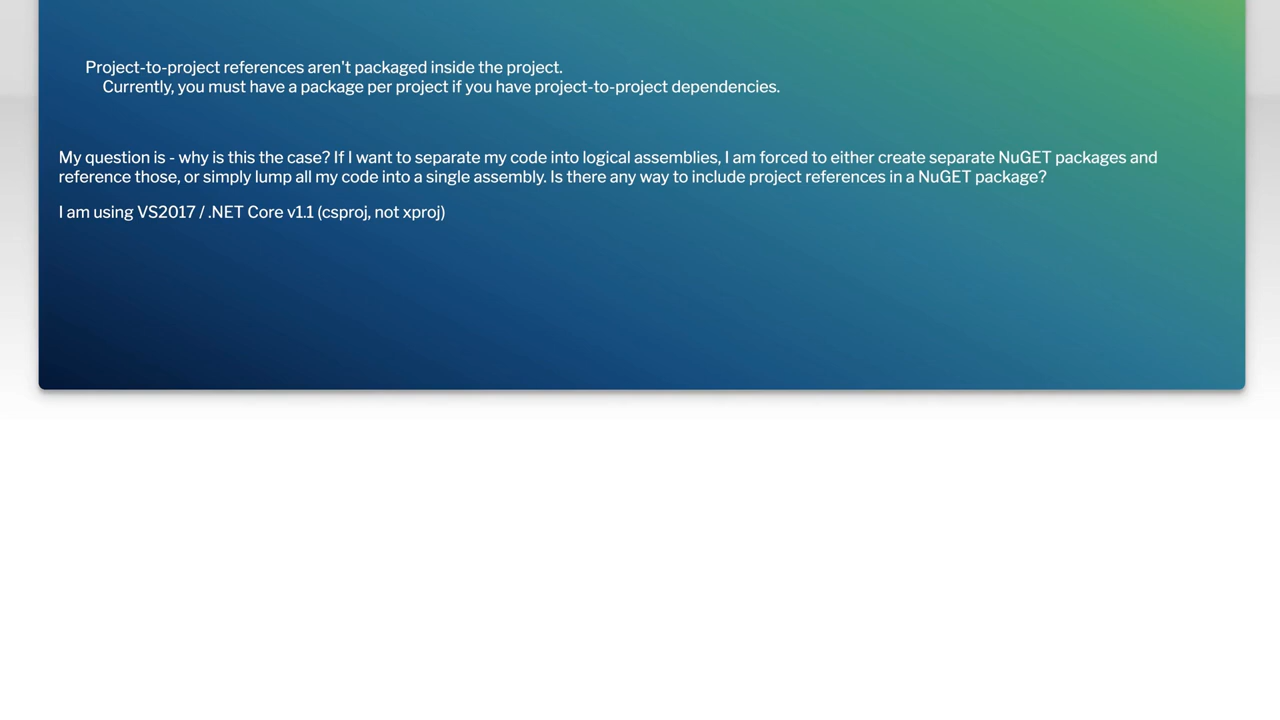 Project-to-project references aren't packaged inside the project.
Currently, you must have a package per project if you have project-to-project dependencies.
My question is - why is this the case? If I want to separate my code into logical assemblies, I am forced to either create separate NuGET packages and
reference those, or simply lump all my code into a single assembly. Is there any way to include project references in a NuGET package?
I am using VS2017 / .NET Core v1.1 (csproj, not xproj)